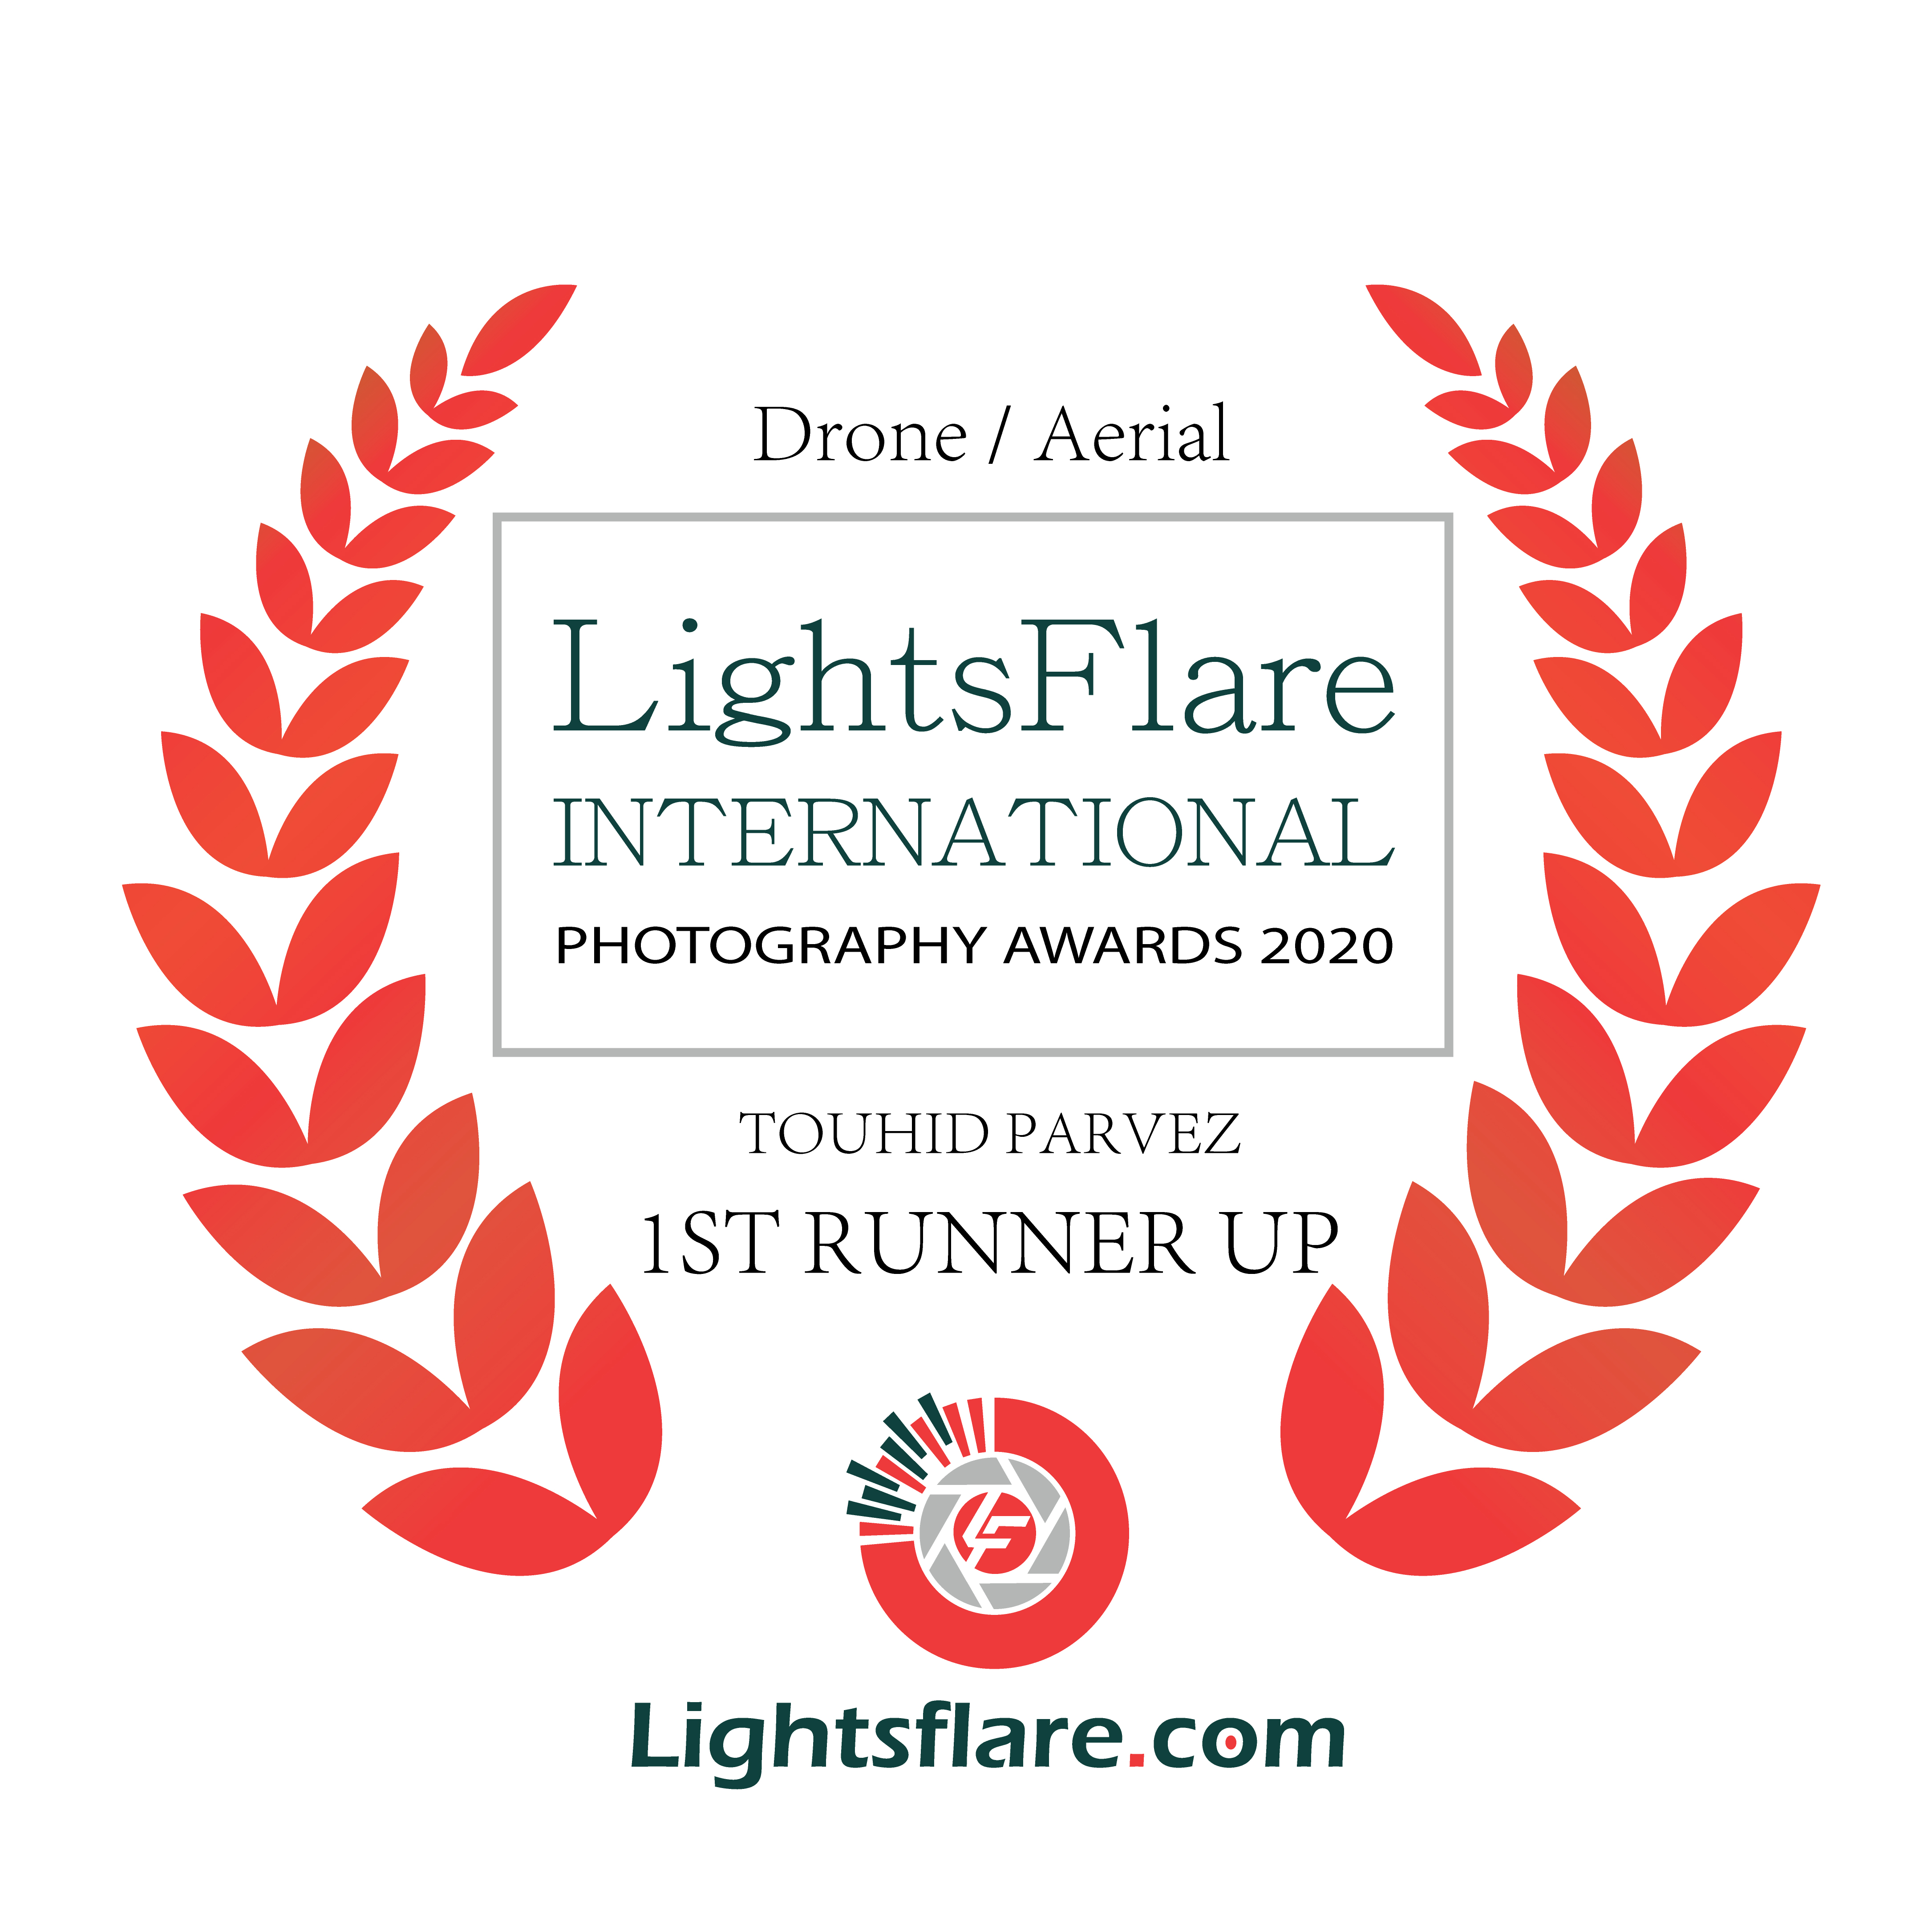 Drone / Aerial
LightsFlare
INTERNATIONAL
PHOTOGRAPHY AWARDS 2020
TOUHID PARVEZ
1ST RUNNER UP
Lightsflare.com